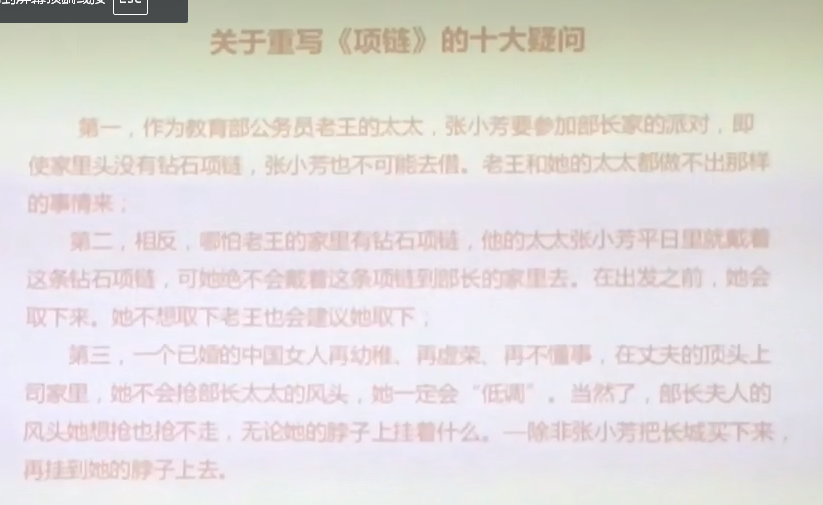 Esc
关于重写《项链》的十大疑问
第一，作为教育部公务员老王的太太，张小芳要参加部长家的派对，即
使家里头没有钻石项链，张小芳也不可能去借。老王和她的太太都做不出那样
的事情来；
第二，相反，哪怕老王的家里有钻石项链，他的太太张小芳平日里就戴着
这条钻石项链，可她绝不会戴着这条项链到部长的家里去。在出发之前，她会
取下来。她不想取下老王也会建议她取下；
第三，一个已婚的中国女人再幼稚、再虚荣、再不懂事，在丈夫的顶头上
司家里，她不会抢部长太太的风头，她一定会“低调”。当然了，部长夫人的
风头她想抢也抢不走，无论她的脖子上挂着什么。—除非张小芳把长城买下来，
再挂到她的脖子上去。